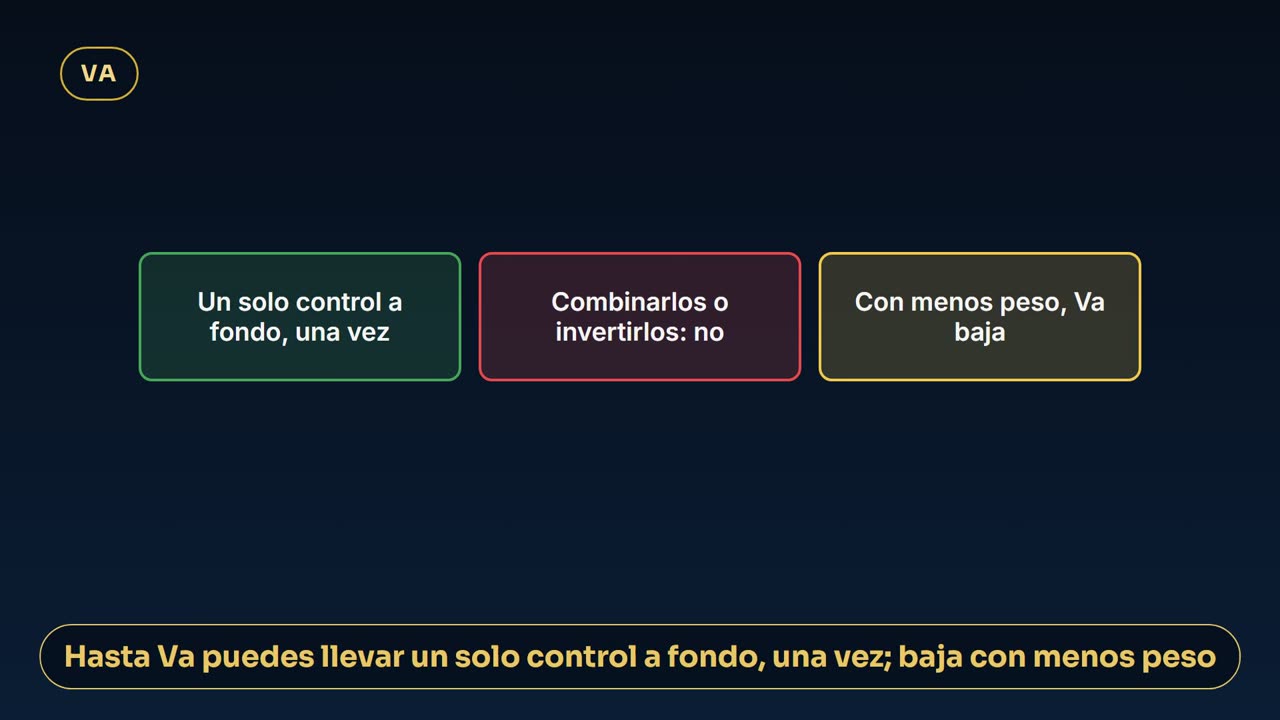 VA
Un solo control a
fondo, una vez
Combinarlos o
invertirlos: no
Con menos peso, Va
baja
Hasta Va puedes llevar un solo control a fondo, una vez; baja con menos peso